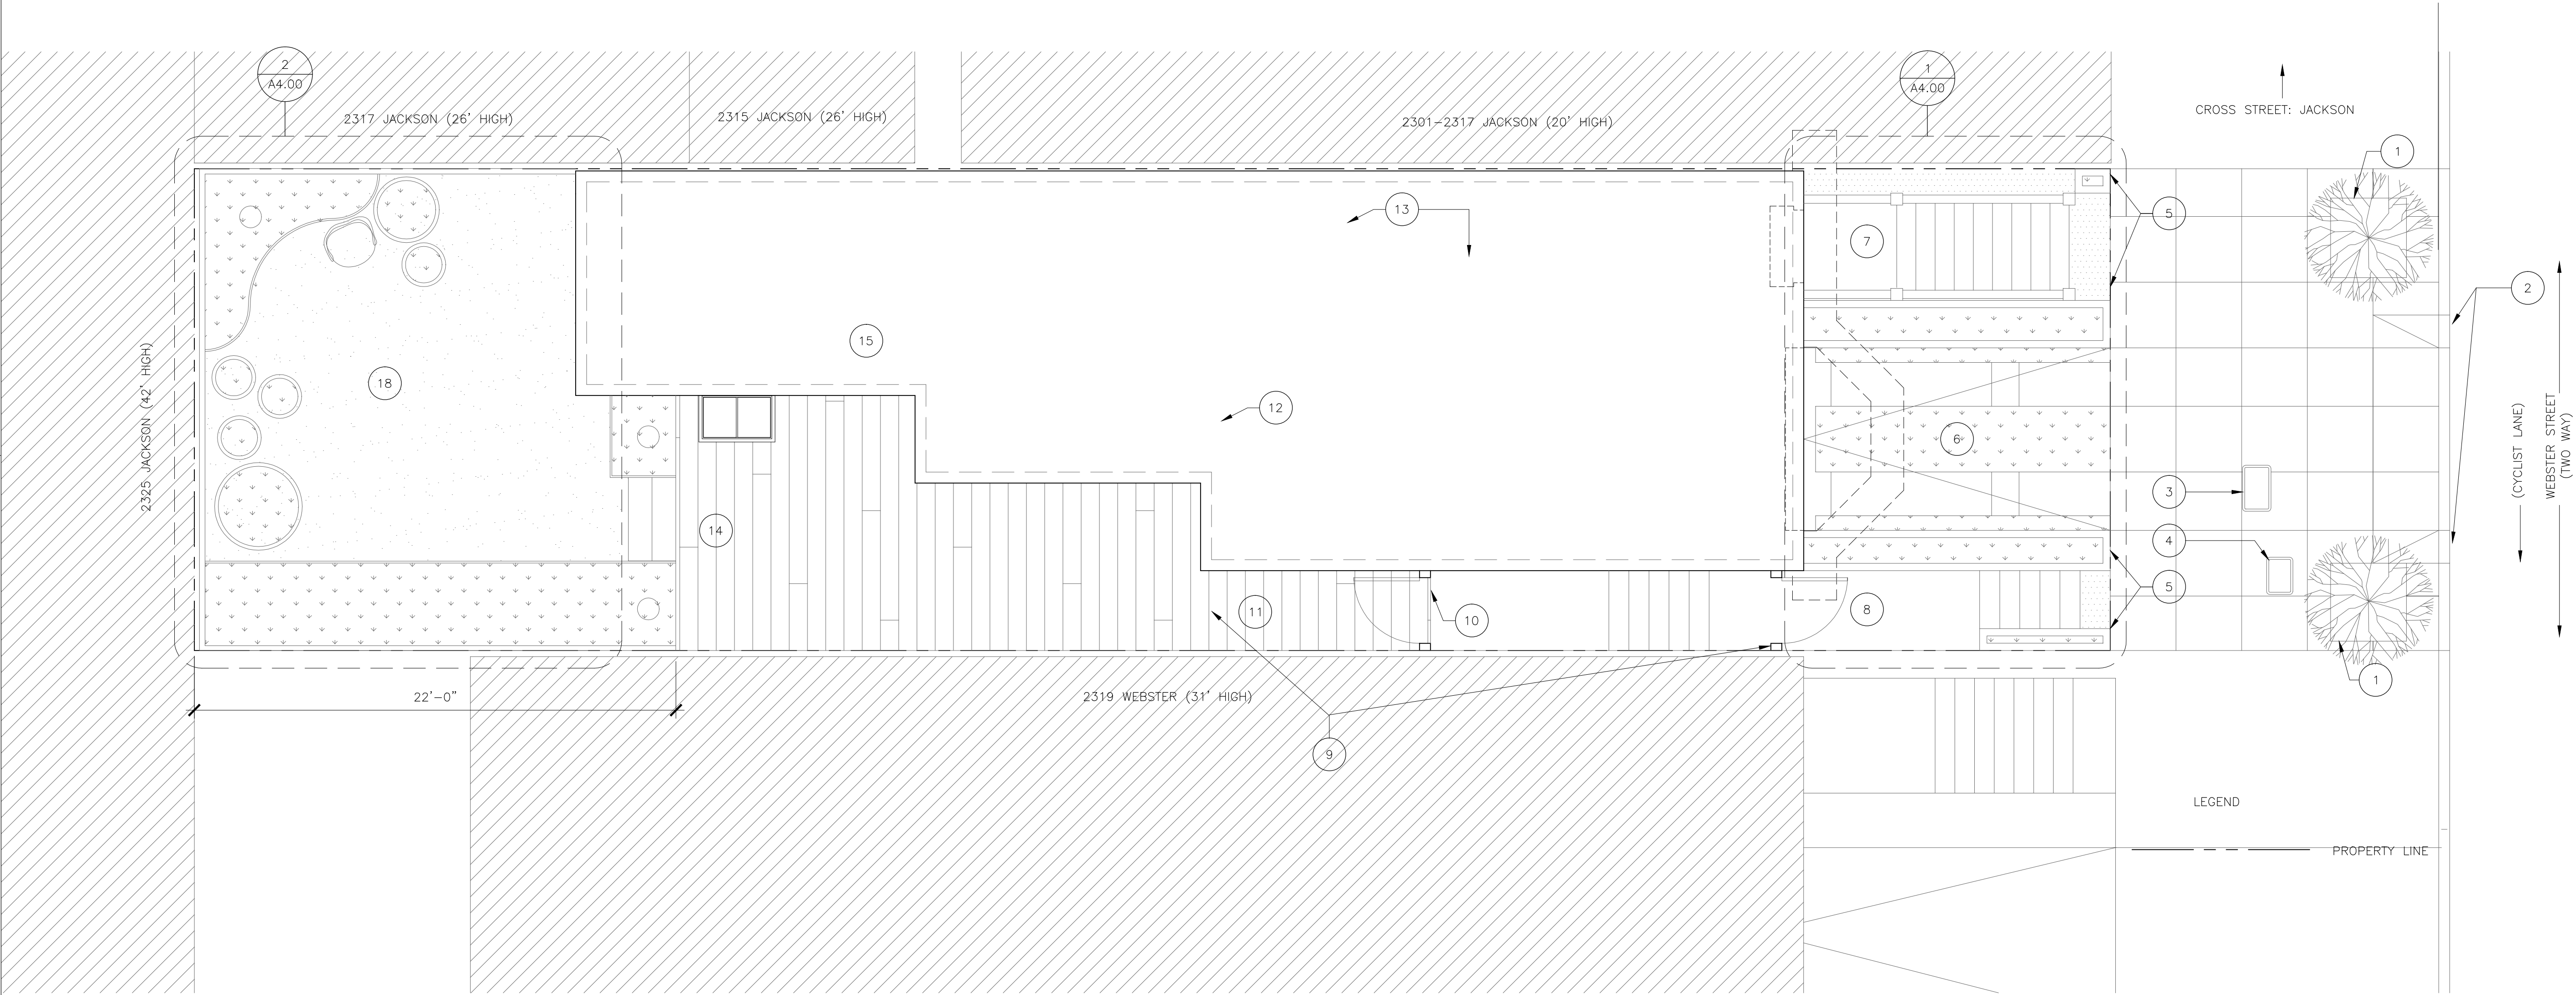 2
A4.00
1
A4.00
2317 JACKSON (26' HIGH)
2315 JACKSON (26' HIGH)
2301-2317 JACKSON (20' HIGH)
CROSS STREET: JACKSON
1
13
5
7
2
15
18
2325 JACKSON (42' HIGH)
12
6
(CYCLIST LANE)
WEBSTER STREET
(TWO WAY)
3
14
4
5
11
10
8
1
22'-0"
2319 WEBSTER (31' HIGH)
9
LEGEND
PROPERTY LINE